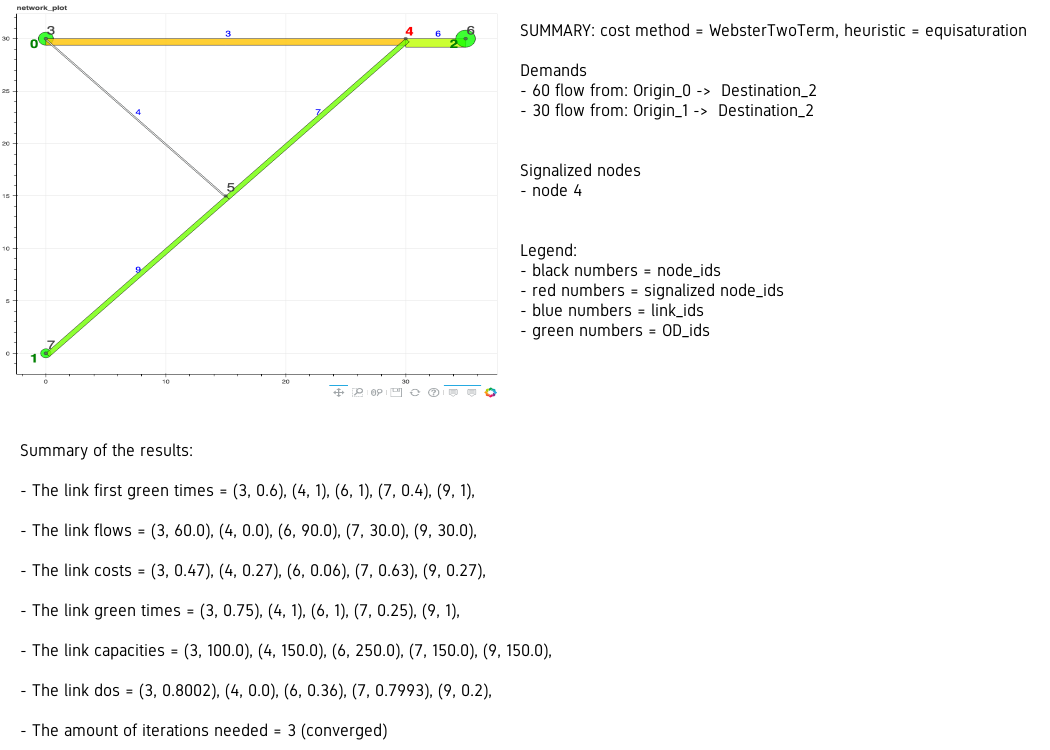 network_plot
SUMMARY: cost method = WebsterTwoTerm, heuristic = equisaturation
Demands
- 60 flow from: Origin_0 -> Destination_2
- 30 flow from: Origin_1 -> Destination_2
Signalized nodes
- node 4
Legend:
- black numbers = node_ids
- red numbers = signalized node_ids
- blue numbers = link_ids
- green numbers = OD_ids
30
25
20
15
10
5
0
0
10
20
30
3
0
3
4
6
6
2
4
7
5
9
7
1
Summary of the results:
- The link first green times = (3, 0.6), (4, 1), (6, 1), (7, 0.4), (9, 1),
- The link flows = (3, 60.0), (4, 0.0), (6, 90.0), (7, 30.0), (9, 30.0),
- The link costs = (3, 0.47), (4, 0.27), (6, 0.06), (7, 0.63), (9, 0.27),
- The link green times = (3, 0.75), (4, 1), (6, 1), (7, 0.25), (9, 1),
- The link capacities = (3, 100.0), (4, 150.0), (6, 250.0), (7, 150.0), (9, 150.0),
- The link dos = (3, 0.8002), (4, 0.0), (6, 0.36), (7, 0.7993), (9, 0.2),
- The amount of iterations needed = 3 (converged)